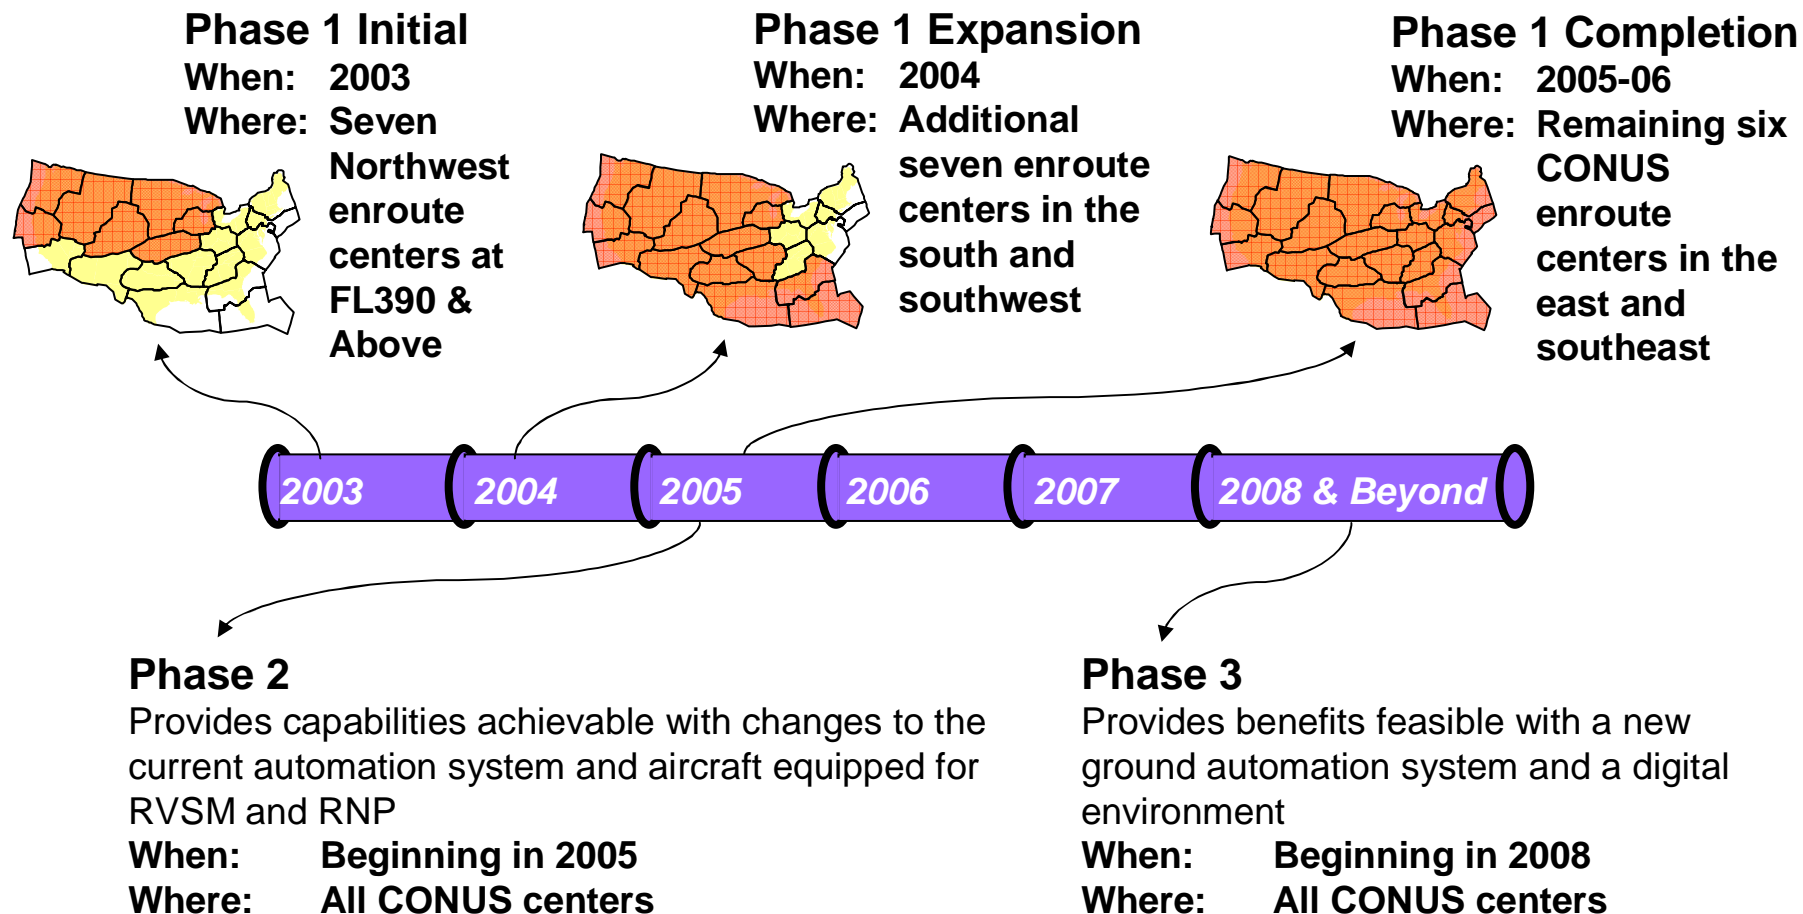 Phase 1 Initial
When: 2003
Where: Seven
Northwest
enroute
centers at
FL390 &
Above
Phase 1 Expansion
When: 2004
Where: Additional
seven enroute
centers in the
south and
southwest
Phase 1 Completion
When: 2005-06
Where: Remaining six
CONUS
enroute
centers in the
east and
southeast
2003 2004 2005 2006 2007 2008 & Beyond
Phase 2
Provides capabilities achievable with changes to the
current automation system and aircraft equipped for
RVSM and RNP
When: Beginning in 2005
Where: All CONUS centers
Phase 3
Provides benefits feasible with a new
ground automation system and a digital
environment
When: Beginning in 2008
Where: All CONUS centers